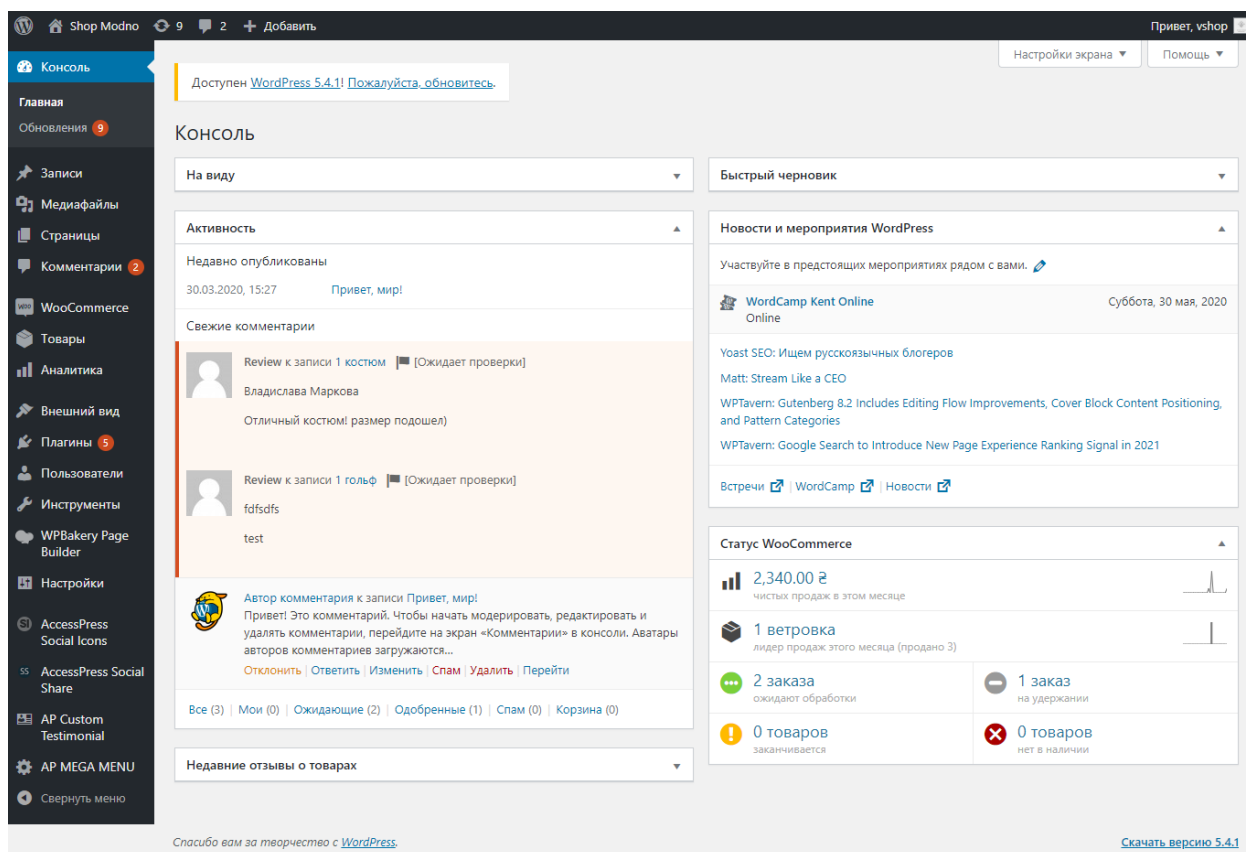 Shop Modno 9 2 Добавить
Привет, vshop
Консоль
Главная
Обновления 9
Записи
Медиафайлы
Страницы
Комментарии 2
WooCommerce
Товары
Аналитика
Внешний вид
Плагины 5
Пользователи
Инструменты
WPBakery Page
Builder
Настройки
AccessPress
Social Icons
AccessPress Social
Share
AP Custom
Testimonial
AP MEGA MENU
Свернуть меню
Настройки экрана ▼
Помощь ▼
Доступен WordPress 5.4.1! Пожалуйста, обновитесь.
Консоль
На виду
Активность
Недавно опубликованы
30.03.2020, 15:27 Привет, мир!
Свежие комментарии
Review к записи 1 костюм [Ожидает проверки]
Владислава Маркова
Отличный костюм! размер подошел)
Review к записи 1 гольф [Ожидает проверки]
fdfsdfs
test
Автор комментария к записи Привет, мир!
Привет! Это комментарий. Чтобы начать модерировать, редактировать и
удалять комментарии, перейдите на экран «Комментарии» в консоли. Аватары
авторов комментариев загружаются...
Отклонить | Ответить | Изменить | Спам | Удалить | Перейти
Все (3) | Мои (0) | Ожидающие (2) | Одобренные (1) | Спам (0) | Корзина (0)
Недавние отзывы о товарах
Быстрый черновик
Новости и мероприятия WordPress
Участвуйте в предстоящих мероприятиях рядом с вами.
WordCamp Kent Online Суббота, 30 мая, 2020
Online
Yoast SEO: Ищем русскоязычных блогеров
Matt: Stream Like a CEO
WPTavern: Gutenberg 8.2 Includes Editing Flow Improvements, Cover Block Content Positioning,
and Pattern Categories
WPTavern: Google Search to Introduce New Page Experience Ranking Signal in 2021
Встречи | WordCamp | Новости
Статус WooCommerce
2,340.00 ₴
чистых продаж в этом месяце
1 ветровка
лидер продаж этого месяца (продано 3)
2 заказа
ожидают обработки
1 заказ
на удержании
0 товаров
заканчивается
0 товаров
нет в наличии
Спасибо вам за творчество с WordPress.
Скачать версию 5.4.1